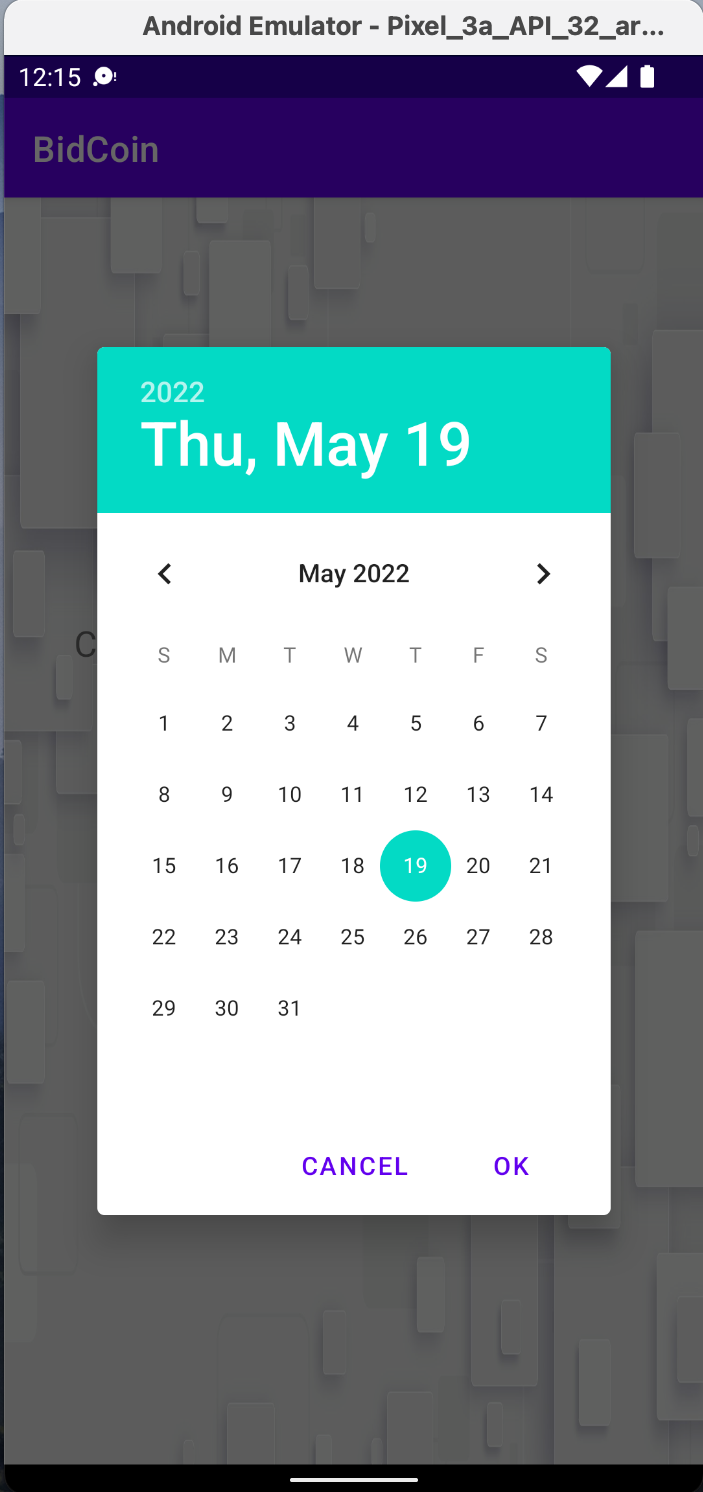 Android Emulator - Pixel_3a_API_32_ar...
12:15
BidCoin
2022
Thu, May 19
May 2022
S M T W T F S
1 2 3 4 5 6 7
8 9 10 11 12 13 14
15 16 17 18 19 20 21
22 23 24 25 26 27 28
29 30 31
CANCEL OK